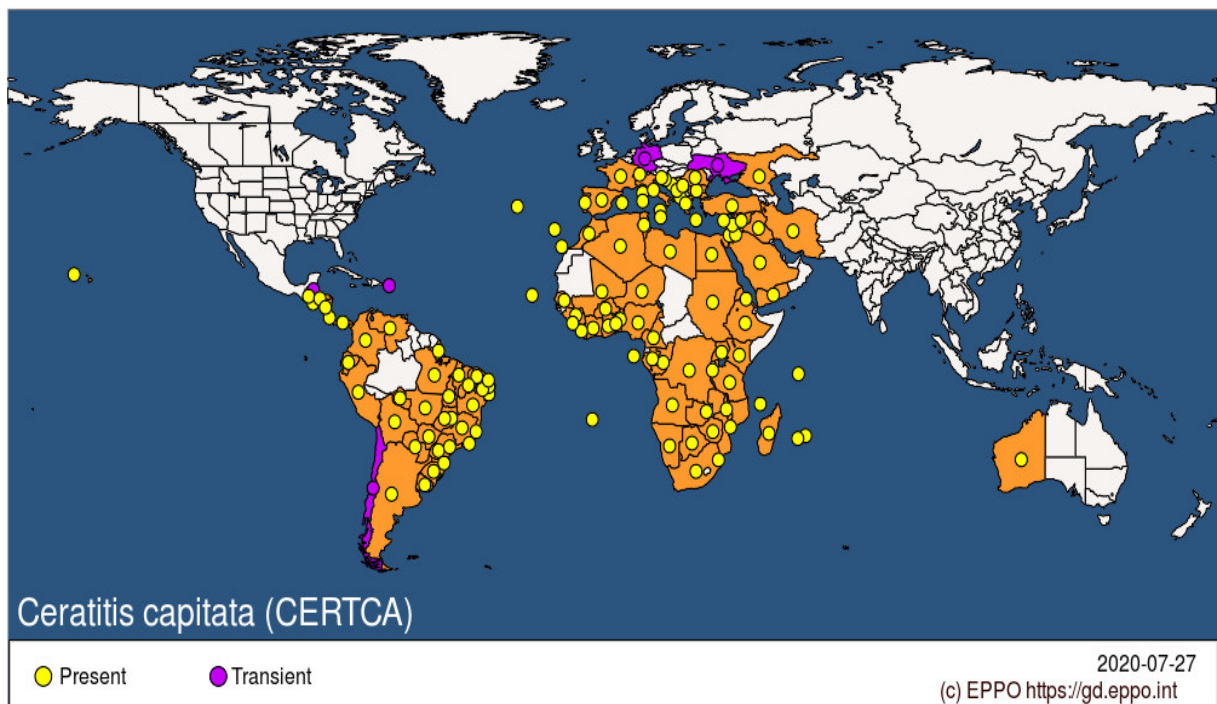 Ceratitis capitata (CERTCA)
Present
Transient
2020-07-27
(c) EPPO https://gd.eppo.int